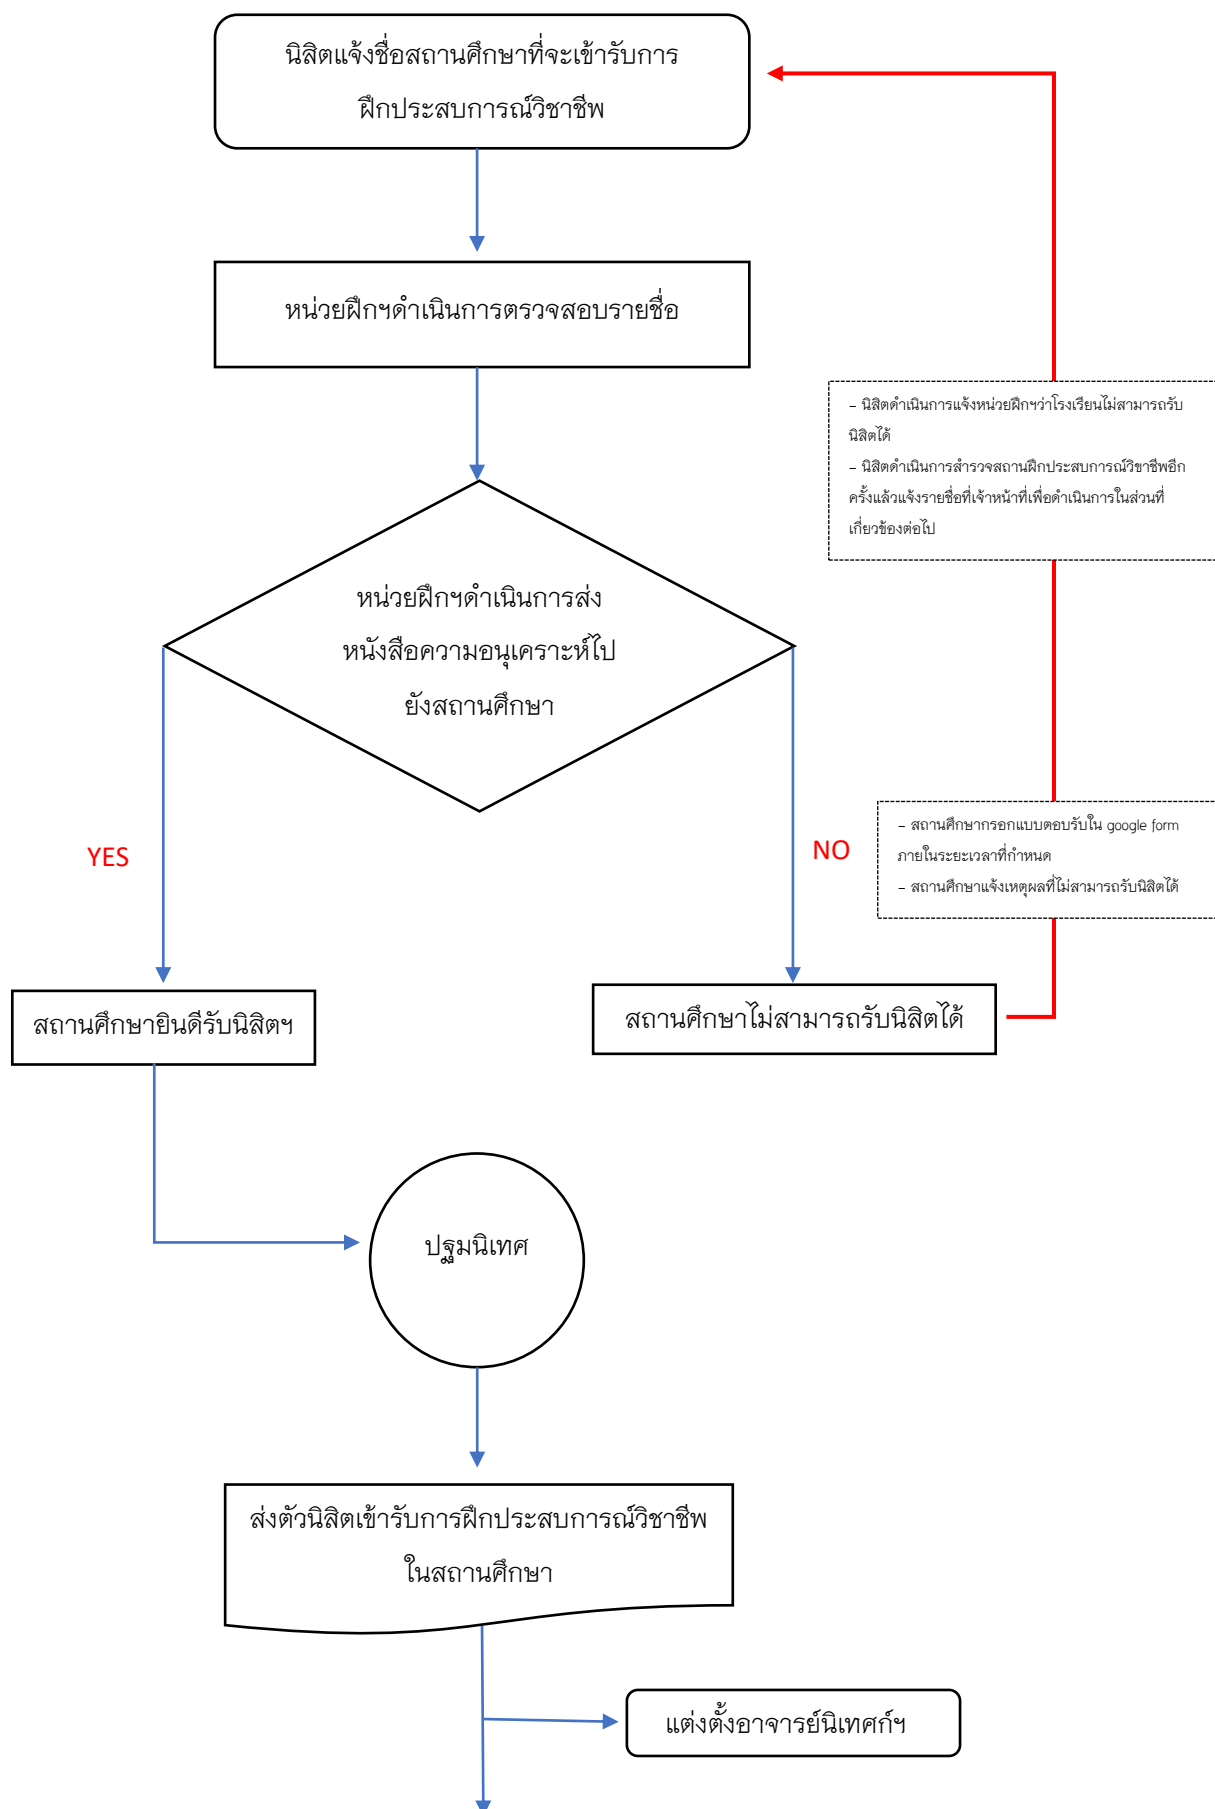 นิสิตแจ้งชื่อสถานศึกษาที่จะเข้ารับการ
ฝึกประสบการณ์วิชาชีพ
หน่วยฝึกฯดำเนินการตรวจสอบรายชื่อ
– นิสิตดำเนินการแจ้งหน่วยฝึกฯว่าโรงเรียนไม่สามารถรับ
นิสิตได้
– นิสิตดำเนินการสำรวจสถานฝึกประสบการณ์วิชาชีพอีก
ครั้งแล้วแจ้งรายชื่อที่เจ้าหน้าที่เพื่อดำเนินการในส่วนที่
เกี่ยวข้องต่อไป
หน่วยฝึกฯดำเนินการส่ง
หนังสือความอนุเคราะห์ไป
ยังสถานศึกษา
YES
NO
– สถานศึกษากรอกแบบตอบรับใน google form
ภายในระยะเวลาที่กำหนด
– สถานศึกษาแจ้งเหตุผลที่ไม่สามารถรับนิสิตได้
สถานศึกษายินดีรับนิสิตฯ
สถานศึกษาไม่สามารถรับนิสิตได้
ปฐมนิเทศ
ส่งตัวนิสิตเข้ารับการฝึกประสบการณ์วิชาชีพ
ในสถานศึกษา
แต่งตั้งอาจารย์นิเทศก์ฯ